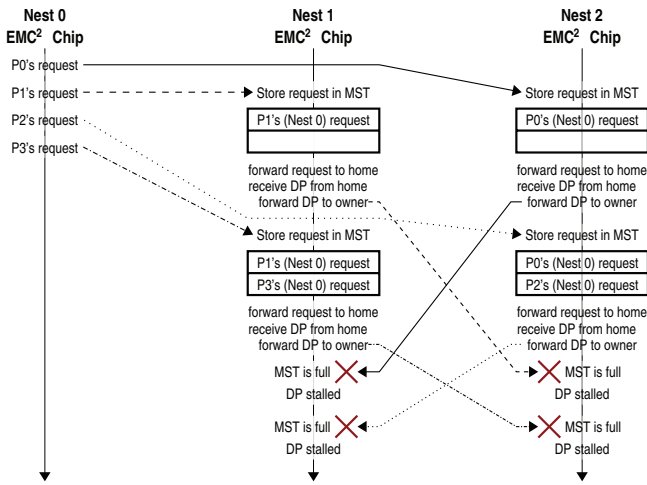 Nest 0 Nest 1 Nest 2
EMC² Chip EMC² Chip EMC² Chip
P0's request
P1's request Store request in MST Store request in MST
P2's request P1's (Nest 0) request P0's (Nest 0) request
P3's request
forward request to home forward request to home
receive DP from home receive DP from home
forward DP to owner forward DP to owner
Store request in MST Store request in MST
P1's (Nest 0) request P0's (Nest 0) request
P3's (Nest 0) request P2's (Nest 0) request
forward request to home forward request to home
receive DP from home receive DP from home
forward DP to owner forward DP to owner
MST is full MST is full
DP stalled DP stalled
MST is full MST is full
DP stalled DP stalled